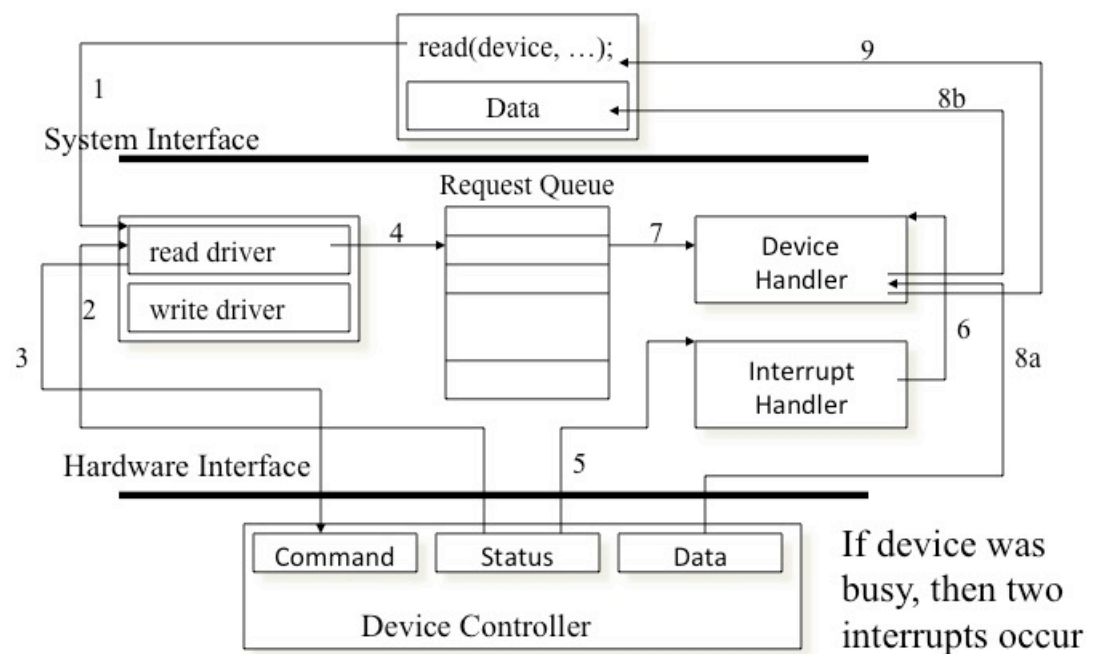 read(device, …);
9
1
Data
8b
System Interface
Request Queue
read driver
4
7
Device
Handler
2
write driver
3
6
8a
Interrupt
Handler
Hardware Interface
5
Command
Status
Data
Device Controller
If device was
busy, then two
interrupts occur